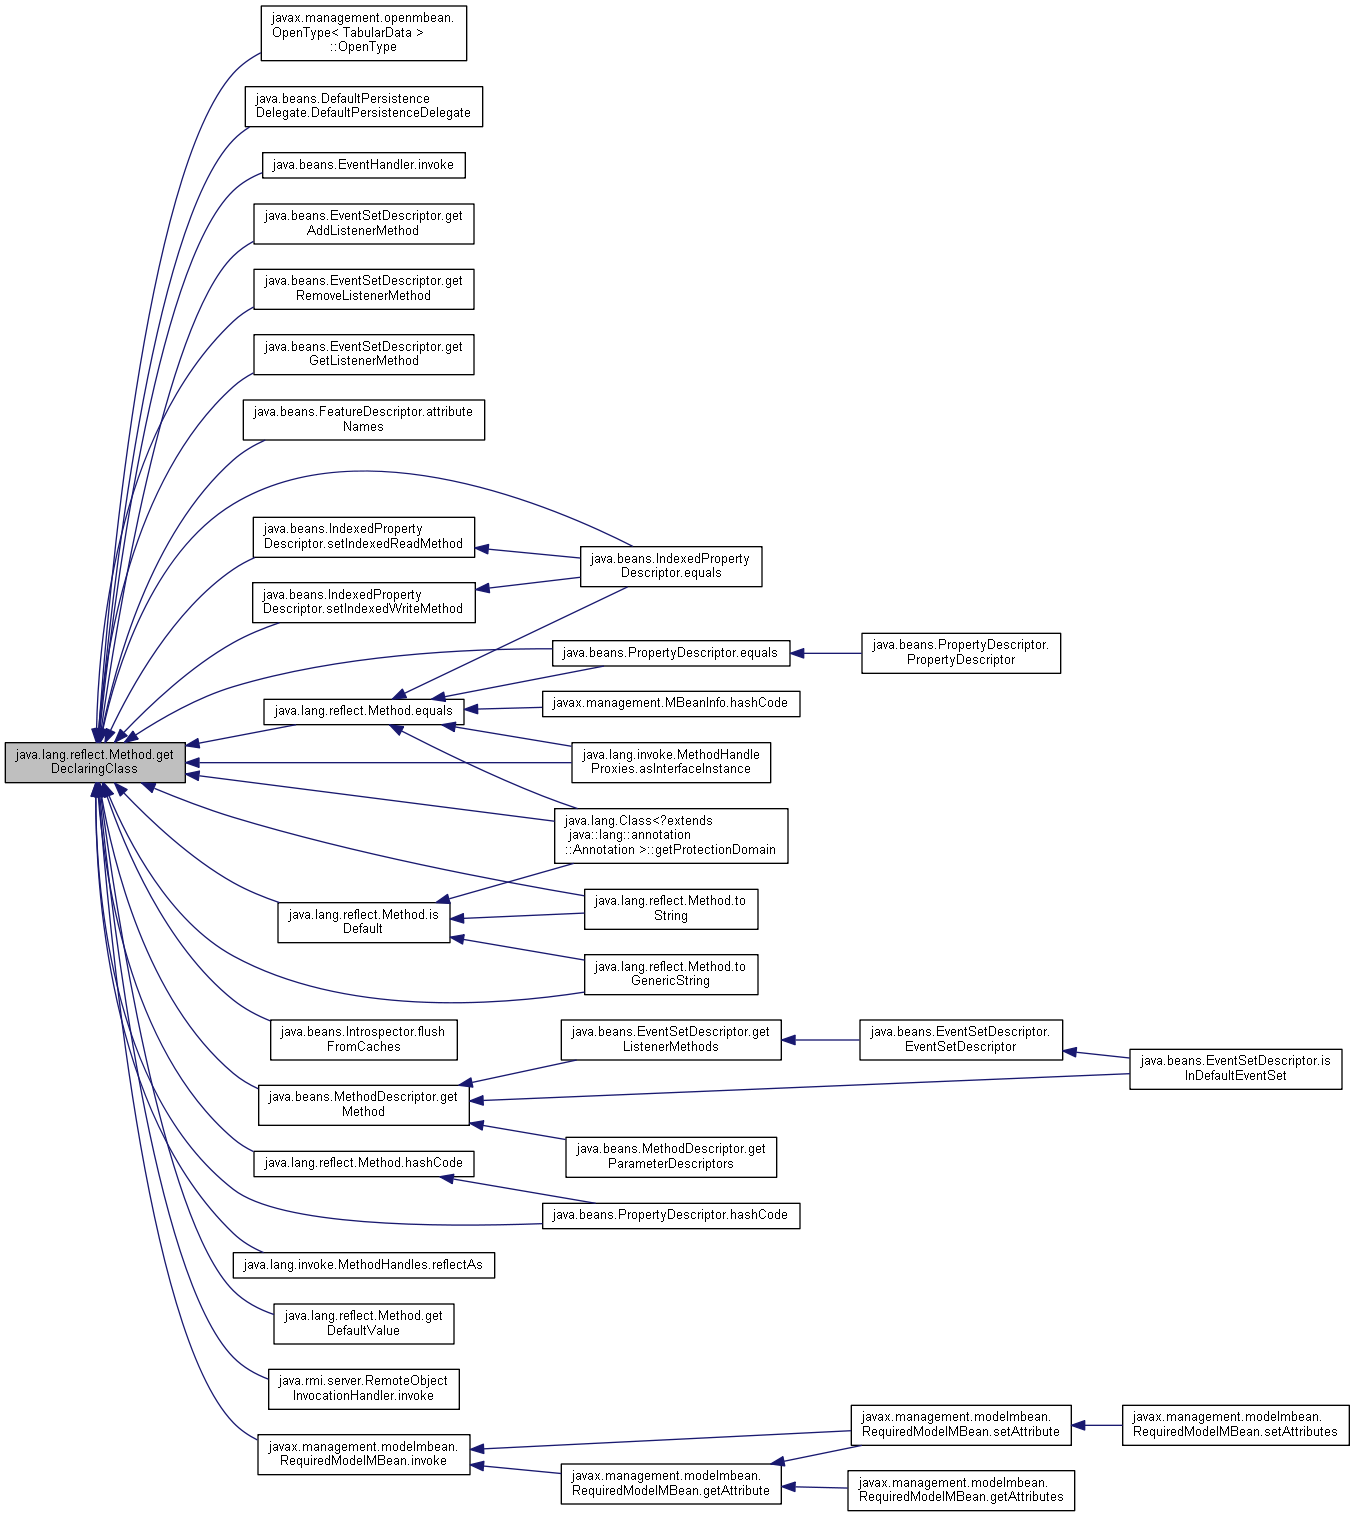 javax.management.openmbean.
OpenType< TabularData >
::OpenType
java.beans.DefaultPersistence
Delegate.DefaultPersistenceDelegate
java.beans.EventHandler.invoke
java.beans.EventSetDescriptor.get
AddListenerMethod
java.beans.EventSetDescriptor.get
RemoveListenerMethod
java.beans.EventSetDescriptor.get
GetListenerMethod
java.beans.FeatureDescriptor.attribute
Names
java.beans.IndexedProperty
Descriptor.setIndexedReadMethod
java.beans.IndexedProperty
Descriptor.equals
java.beans.IndexedProperty
Descriptor.setIndexedWriteMethod
java.beans.PropertyDescriptor.equals
java.beans.PropertyDescriptor.
PropertyDescriptor
java.lang.reflect.Method.equals
javax.management.MBeanInfo.hashCode
java.lang.reflect.Method.get
DeclaringClass
java.lang.invoke.MethodHandle
Proxies.asInterfaceInstance
java.lang.Class<?extends
java::lang::annotation
::Annotation >::getProtectionDomain
java.lang.reflect.Method.to
String
java.lang.reflect.Method.is
Default
java.lang.reflect.Method.to
GenericString
java.beans.Introspector.flush
FromCaches
java.beans.EventSetDescriptor.get
ListenerMethods
java.beans.EventSetDescriptor.
EventSetDescriptor
java.beans.EventSetDescriptor.is
InDefaultEventSet
java.beans.MethodDescriptor.get
Method
java.beans.MethodDescriptor.get
ParameterDescriptors
java.lang.reflect.Method.hashCode
java.beans.PropertyDescriptor.hashCode
java.lang.invoke.MethodHandles.reflectAs
java.lang.reflect.Method.get
DefaultValue
java.rmi.server.RemoteObject
InvocationHandler.invoke
javax.management.modelmbean.
RequiredModelMBean.invoke
javax.management.modelmbean.
RequiredModelMBean.setAttribute
javax.management.modelmbean.
RequiredModelMBean.setAttributes
javax.management.modelmbean.
RequiredModelMBean.getAttribute
javax.management.modelmbean.
RequiredModelMBean.getAttributes